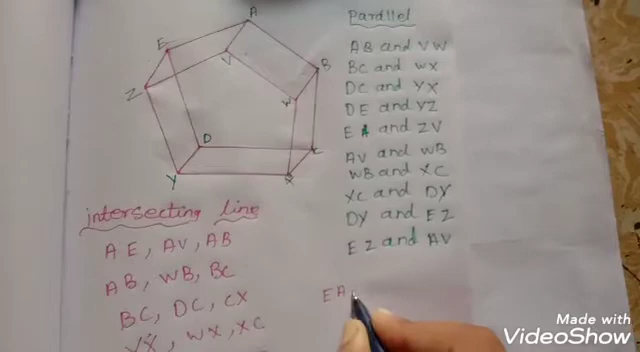 A
E
V
B
Z
W
D
C
Y
X
Parallel
AB and VW
BC and WX
DC and YX
DE and YZ
EA and ZV
AV and WB
WB and XC
XC and DY
DY and EZ
EZ and AV
intersecting line
AE, AV, AB
AB, WB, BC
BC, DC, CX
YX, WX, XC
EA
Made with
VideoShow